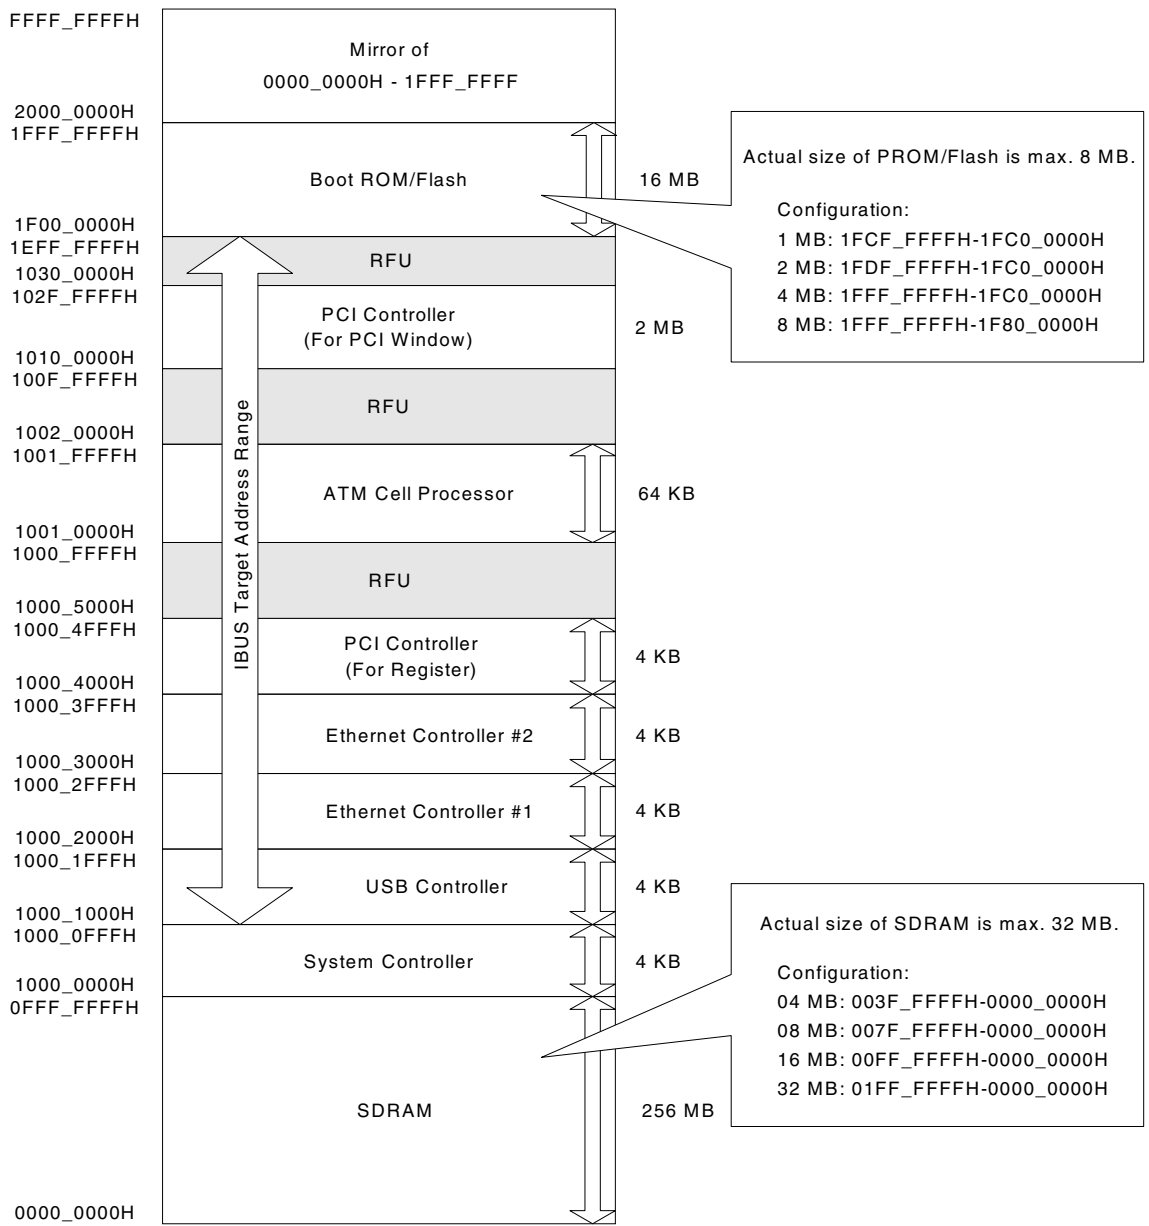 FFFF_FFFFH
Mirror of
0000_0000H - 1FFF_FFFF
2000_0000H
1FFF_FFFFH
Boot ROM/Flash
16 MB
1F00_0000H
1EFF_FFFFH
RFU
1030_0000H
102F_FFFFH
PCI Controller
(For PCI Window)
2 MB
1010_0000H
100F_FFFFH
RFU
1002_0000H
1001_FFFFH
ATM Cell Processor
64 KB
1001_0000H
1000_FFFFH
RFU
1000_5000H
1000_4FFFH
PCI Controller
(For Register)
4 KB
1000_4000H
1000_3FFFH
Ethernet Controller #2
4 KB
1000_3000H
1000_2FFFH
Ethernet Controller #1
4 KB
1000_2000H
1000_1FFFH
USB Controller
4 KB
1000_1000H
1000_0FFFH
System Controller
4 KB
1000_0000H
0FFF_FFFFH
SDRAM
256 MB
0000_0000H
IBUS Target Address Range
Actual size of PROM/Flash is max. 8 MB.
Configuration:
1 MB: 1FCF_FFFFH-1FC0_0000H
2 MB: 1FDF_FFFFH-1FC0_0000H
4 MB: 1FFF_FFFFH-1FC0_0000H
8 MB: 1FFF_FFFFH-1F80_0000H
Actual size of SDRAM is max. 32 MB.
Configuration:
04 MB: 003F_FFFFH-0000_0000H
08 MB: 007F_FFFFH-0000_0000H
16 MB: 00FF_FFFFH-0000_0000H
32 MB: 01FF_FFFFH-0000_0000H